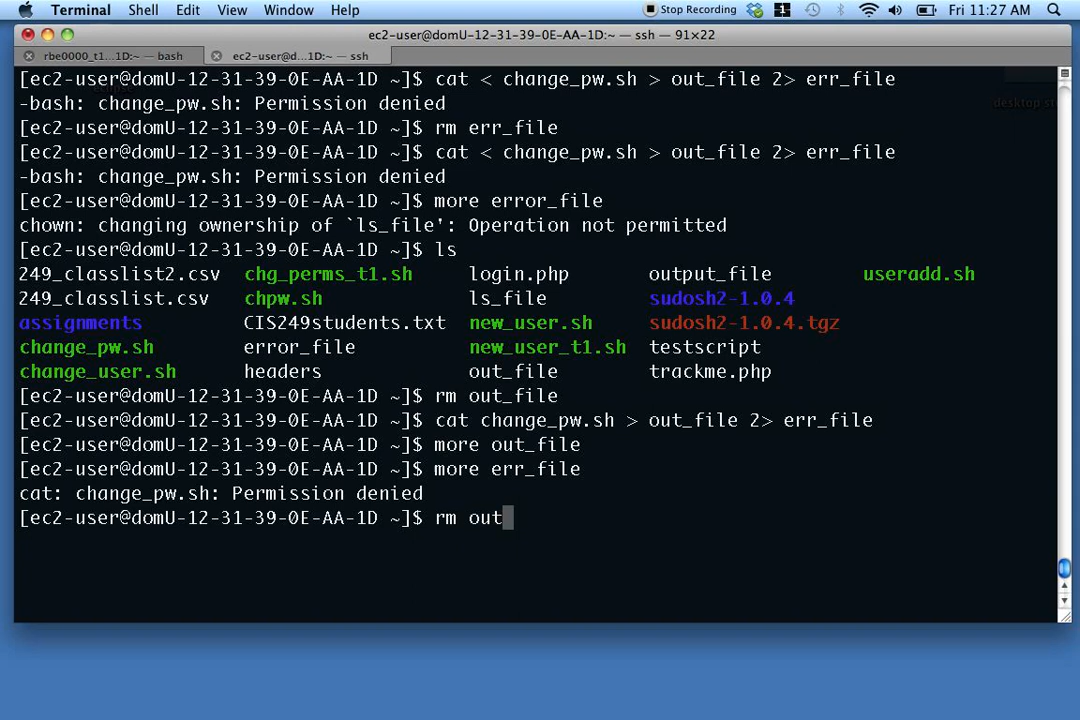 Terminal Shell Edit View Window Help Stop Recording 1 Fri 11:27 AM
ec2-user@domU-12-31-39-0E-AA-1D:~ — ssh — 91×22
rbe0000_t1...1D:~ — bash ec2-user@d...1D:~ — ssh
[ec2-user@domU-12-31-39-0E-AA-1D ~]$ cat < change_pw.sh > out_file 2> err_file
-bash: change_pw.sh: Permission denied
[ec2-user@domU-12-31-39-0E-AA-1D ~]$ rm err_file
[ec2-user@domU-12-31-39-0E-AA-1D ~]$ cat < change_pw.sh > out_file 2> err_file
-bash: change_pw.sh: Permission denied
[ec2-user@domU-12-31-39-0E-AA-1D ~]$ more error_file
chown: changing ownership of `ls_file': Operation not permitted
[ec2-user@domU-12-31-39-0E-AA-1D ~]$ ls
249_classlist2.csv chg_perms_t1.sh login.php output_file useradd.sh
249_classlist.csv chpw.sh ls_file sudosh2-1.0.4
assignments CIS249students.txt new_user.sh sudosh2-1.0.4.tgz
change_pw.sh error_file new_user_t1.sh testscript
change_user.sh headers out_file trackme.php
[ec2-user@domU-12-31-39-0E-AA-1D ~]$ rm out_file
[ec2-user@domU-12-31-39-0E-AA-1D ~]$ cat change_pw.sh > out_file 2> err_file
[ec2-user@domU-12-31-39-0E-AA-1D ~]$ more out_file
[ec2-user@domU-12-31-39-0E-AA-1D ~]$ more err_file
cat: change_pw.sh: Permission denied
[ec2-user@domU-12-31-39-0E-AA-1D ~]$ rm out